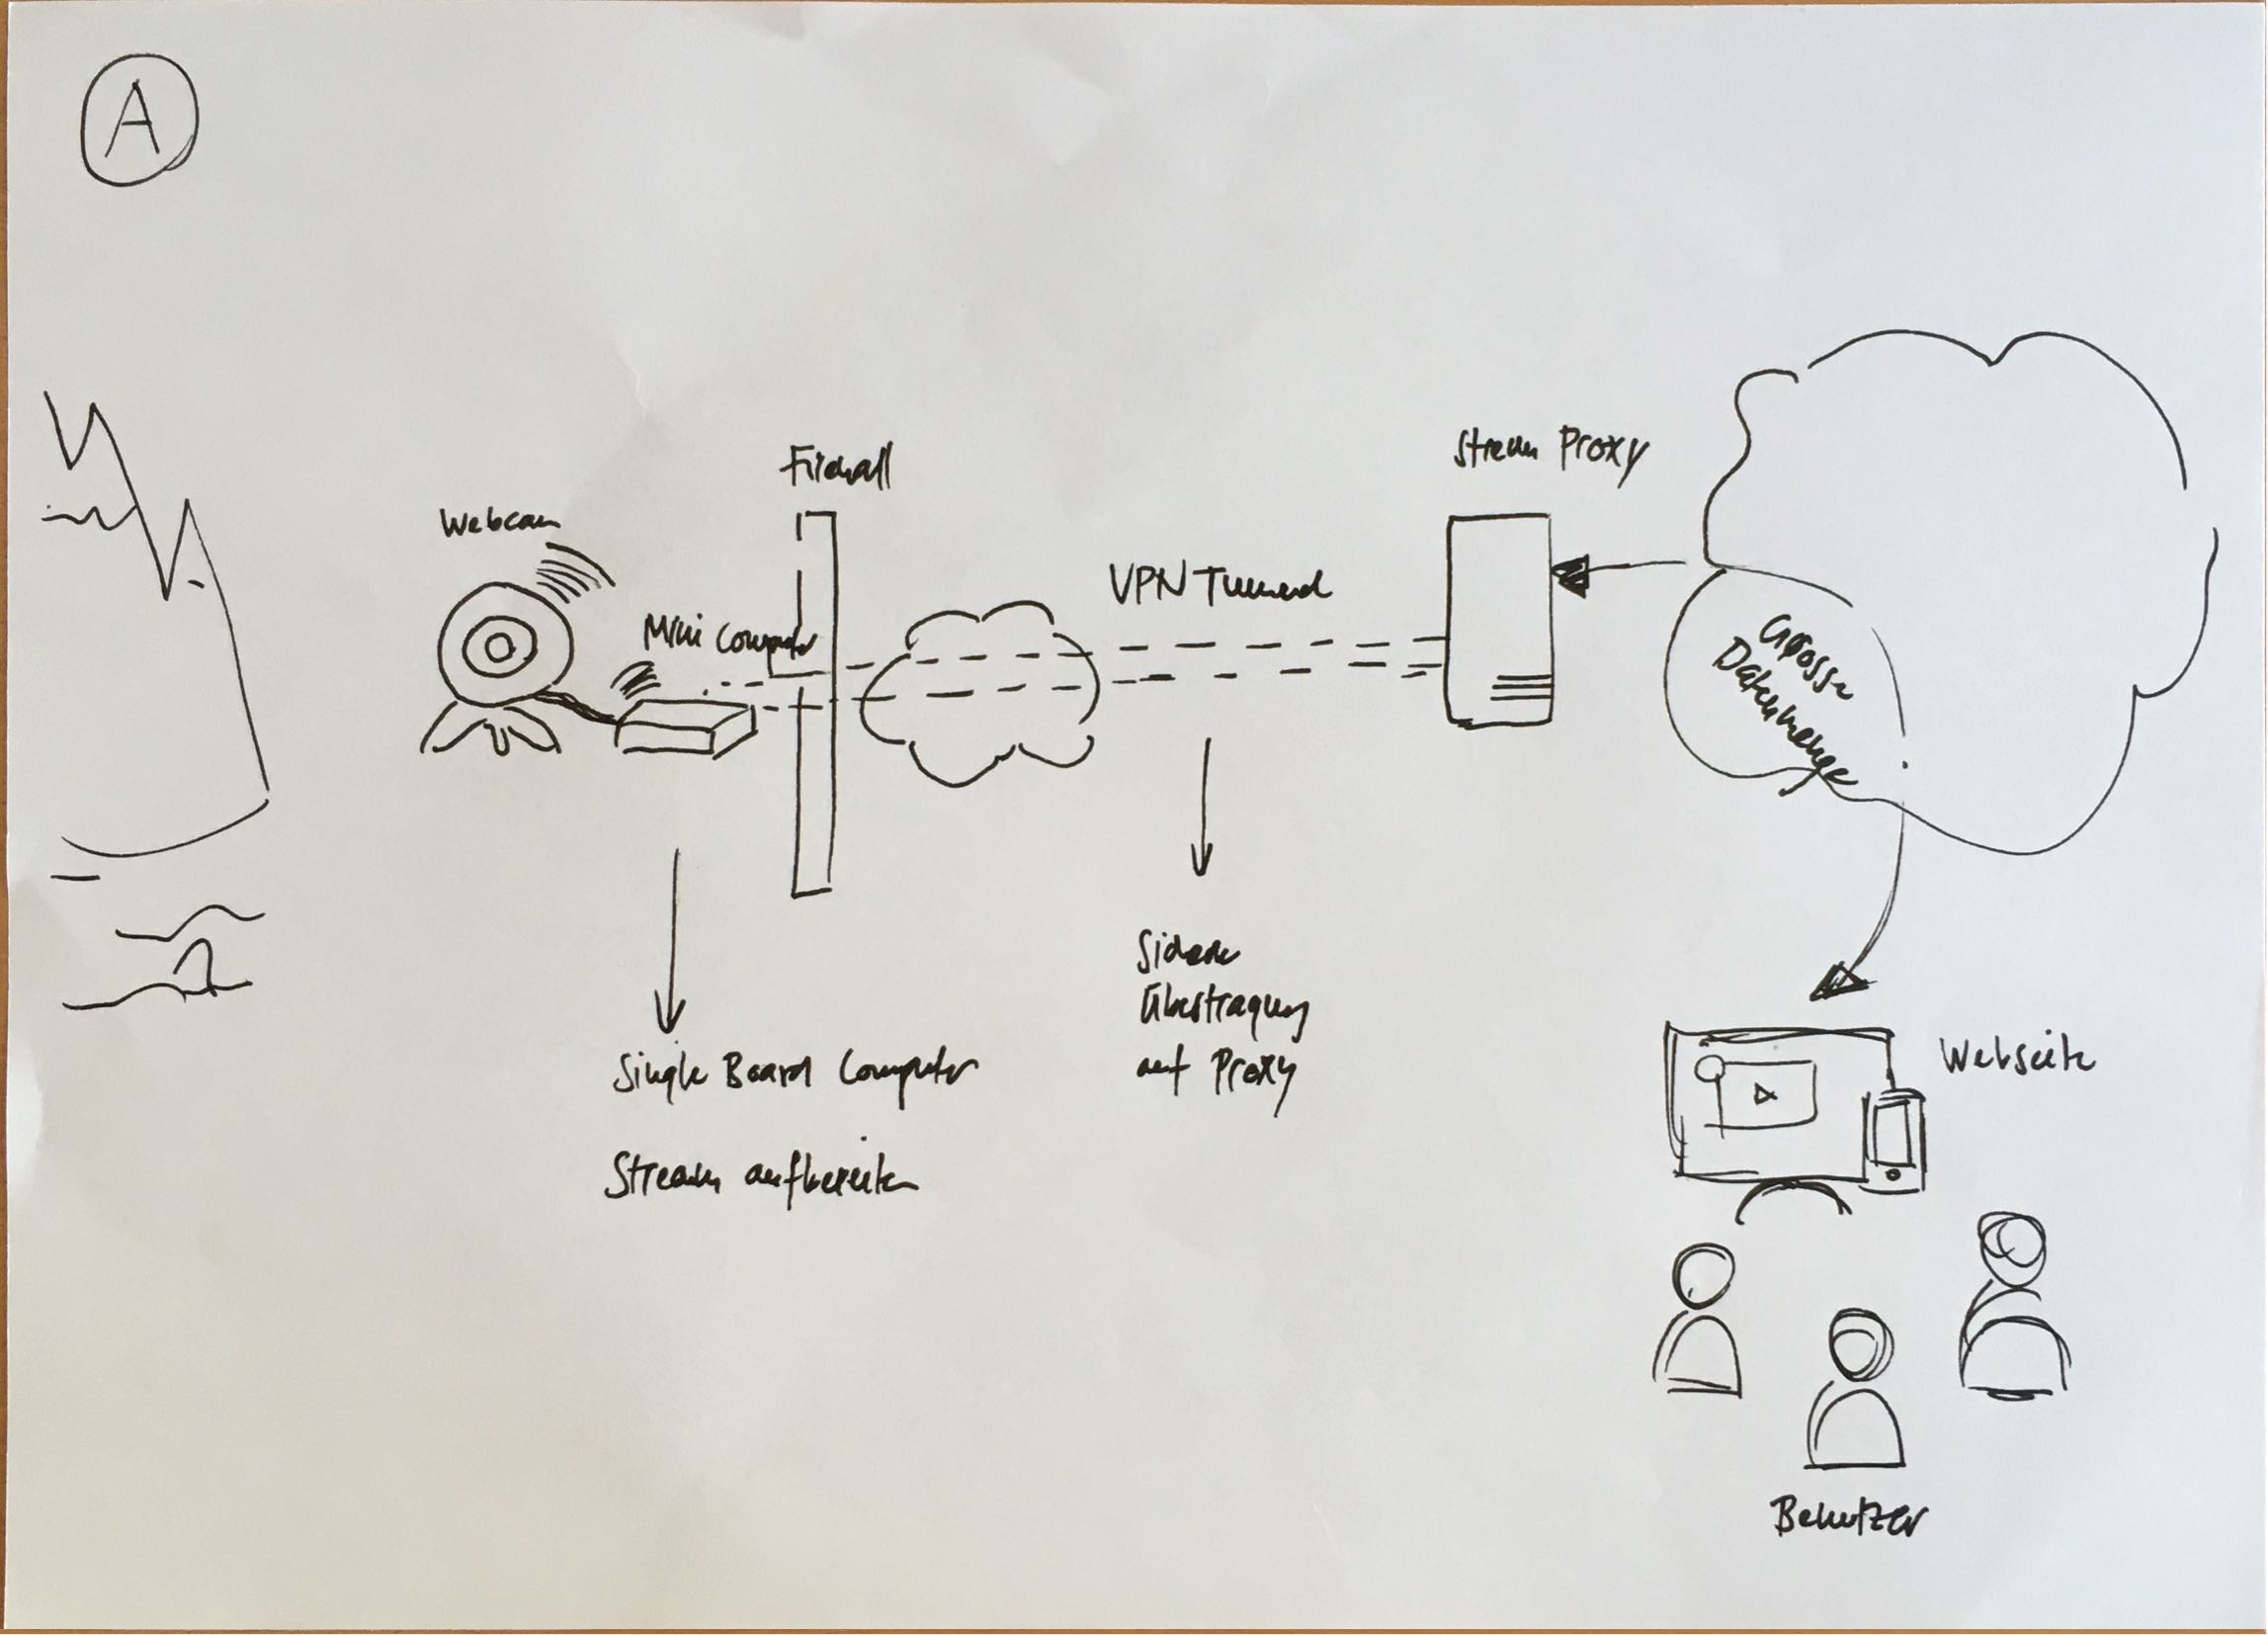 A
Webcam
Mini Computer
Firewall
VPN Tunnel
Stream Proxy
Grosse
Datenmenge
Single Board Computer
Stream aufbereiten
Sichere
Übertragung
auf Proxy
Webseite
Benutzer